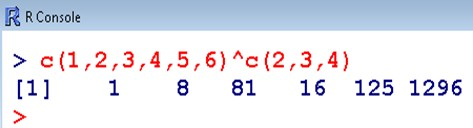 R R Console
> c(1,2,3,4,5,6)^c(2,3,4)
[1]    1    8   81   16  125 1296
>